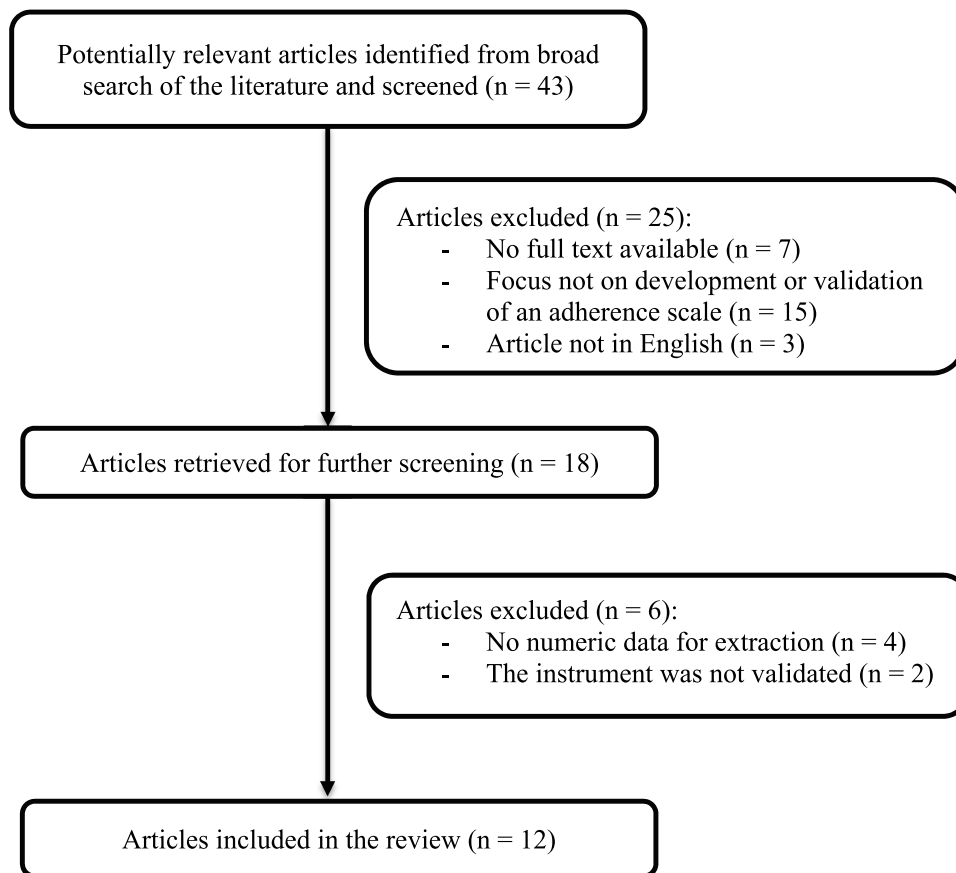 Potentially relevant articles identified from broad
search of the literature and screened (n = 43)
Articles excluded (n = 25):
- No full text available (n = 7)
- Focus not on development or validation
of an adherence scale (n = 15)
- Article not in English (n = 3)
Articles retrieved for further screening (n = 18)
Articles excluded (n = 6):
- No numeric data for extraction (n = 4)
- The instrument was not validated (n = 2)
Articles included in the review (n = 12)